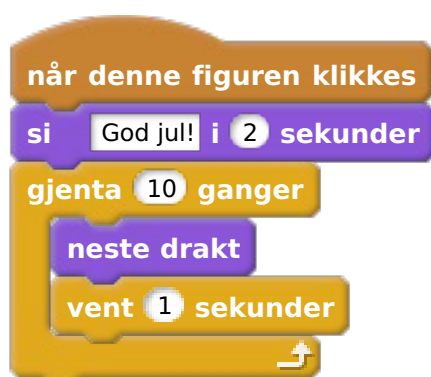 når denne figuren klikkes
si God jul! i 2 sekunder
gjenta 10 ganger
neste drakt
vent 1 sekunder